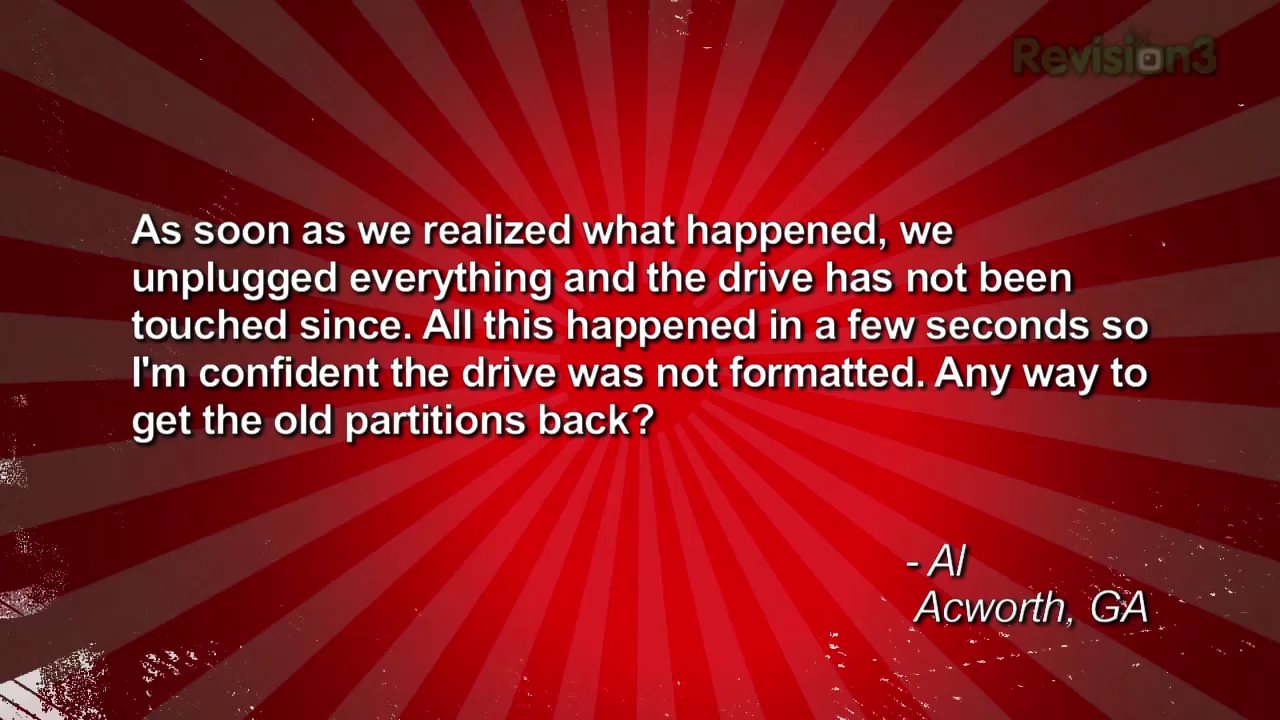 Revision3
As soon as we realized what happened, we
unplugged everything and the drive has not been
touched since. All this happened in a few seconds so
I'm confident the drive was not formatted. Any way to
get the old partitions back?
- Al
Acworth, GA